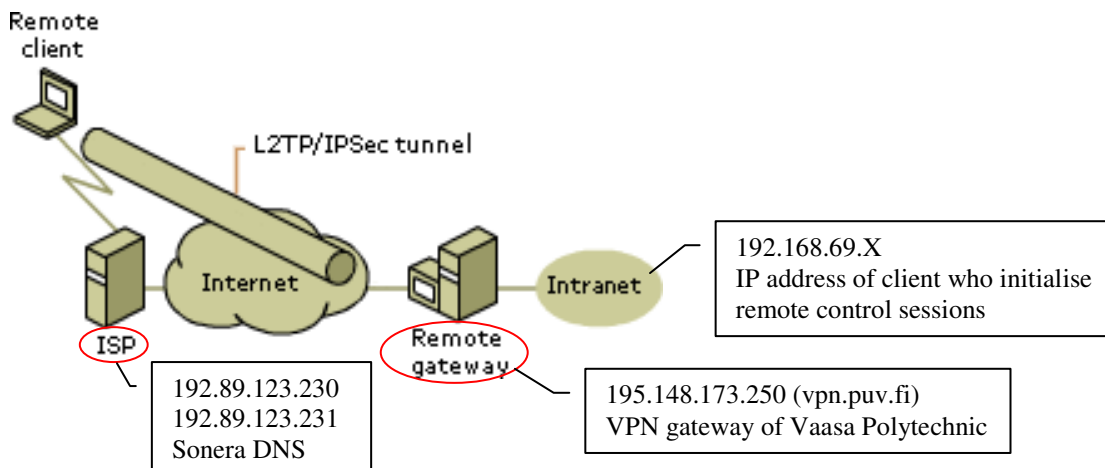 Remote
client
L2TP/IPSec tunnel
Internet
Intranet
192.168.69.X
IP address of client who initialise
remote control sessions
ISP
Remote
gateway
192.89.123.230
192.89.123.231
Sonera DNS
195.148.173.250 (vpn.puv.fi)
VPN gateway of Vaasa Polytechnic